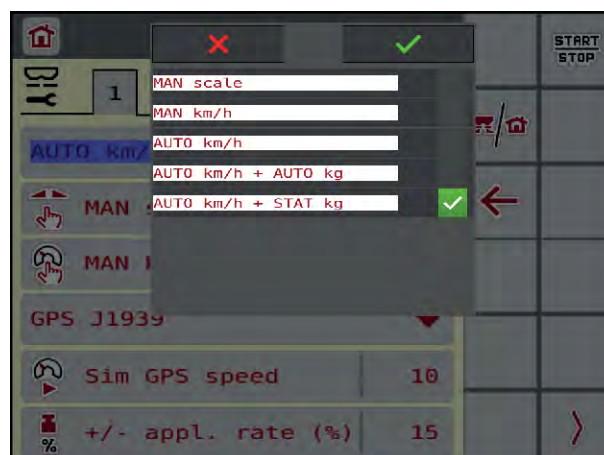 START
STOP
1
MAN scale
MAN km/h
AUTO km/h
AUTO km/h + AUTO kg
AUTO km/h + STAT kg
AUTO km/
MAN
MAN
GPS J1939
Sim GPS speed 10
% +/- appl. rate (%) 15